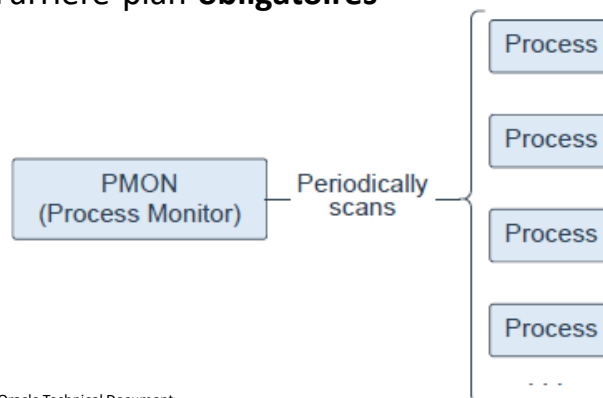 l'arrière-plan obligatoires
Process
Process
PMON
(Process Monitor)
Periodically
scans
Process
Process
. . .
Oracle Technical Document